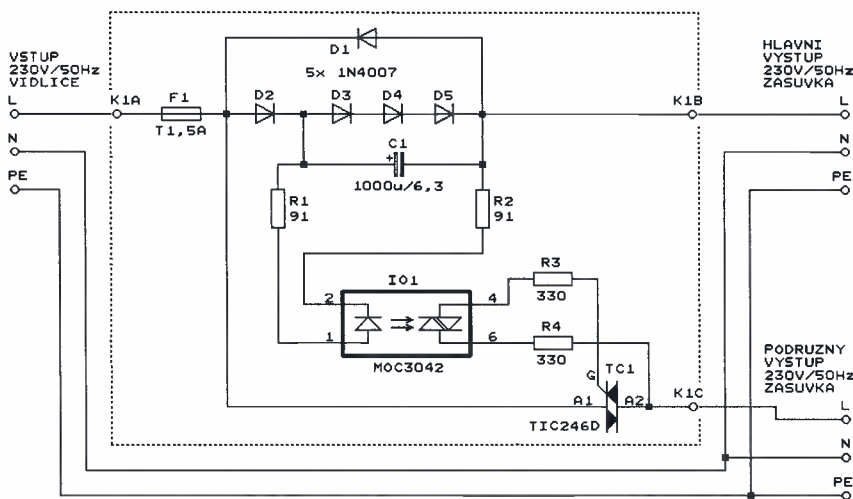 VSTUP
230V/50Hz
VIDLICE
L
N
PE
K1A
F1
T1,5A
D1
5x 1N4007
D2
D3
D4
D5
C1
+
1000u/6,3
R1
91
R2
91
IO1
2
1
4
6
MOC3042
R3
330
R4
330
G
TC1
A1
A2
TIC246D
K1B
K1C
HLAVNI
VYSTUP
230V/50Hz
ZASUVKA
L
N
PE
PODRUZNY
VYSTUP
230V/50Hz
ZASUVKA
L
N
PE